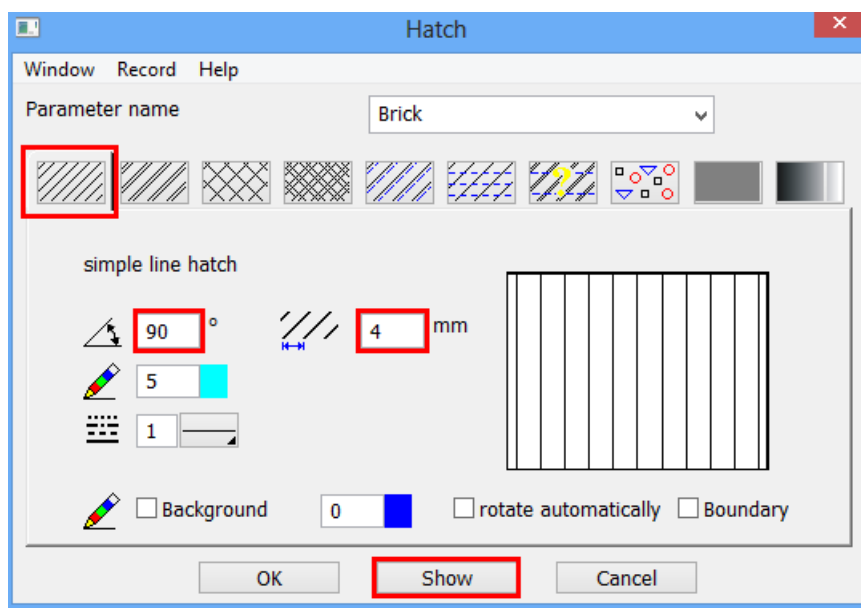 Hatch
Window Record Help
Parameter name Brick
?
simple line hatch
90 ° 4 mm
5
1
Background 0 rotate automatically Boundary
OK Show Cancel